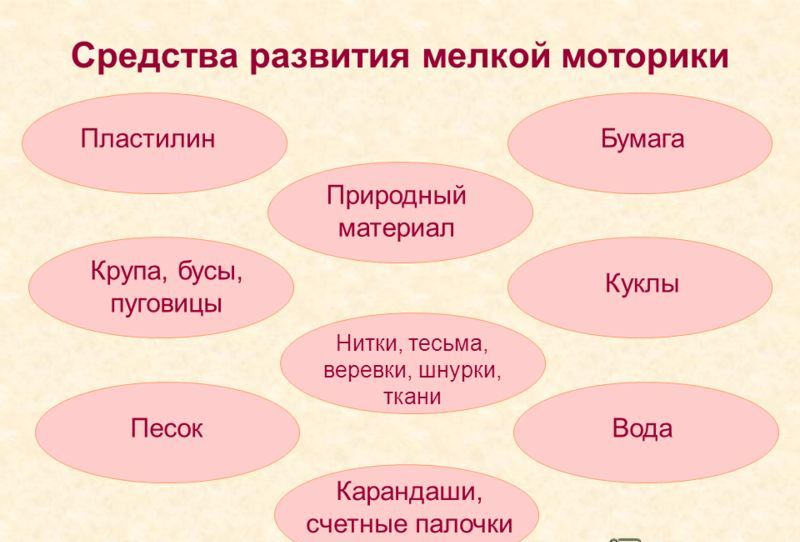 Средства развития мелкой моторики
Пластилин
Бумага
Природный
материал
Крупа, бусы,
пуговицы
Куклы
Нитки, тесьма,
веревки, шнурки,
ткани
Песок
Вода
Карандаши,
счетные палочки